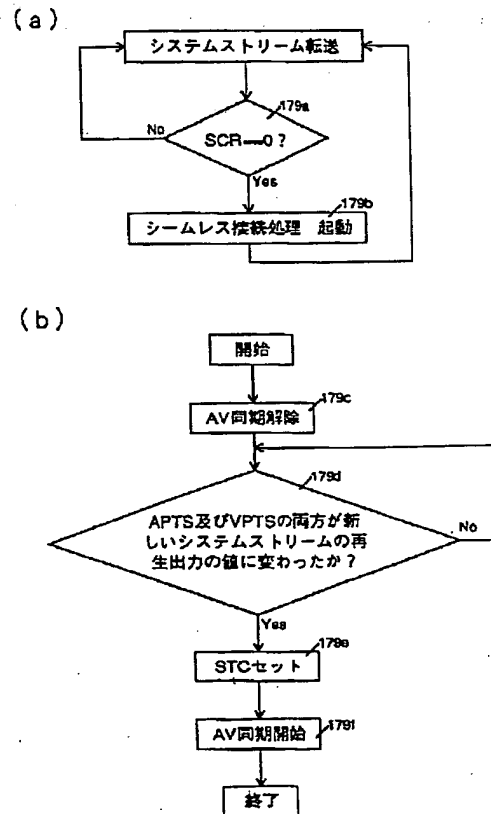 (a)
システムストリーム転送
179a
No
SCR=0?
Yes
179b
シームレス接続処理 起動
(b)
開始
179c
AV同期解除
179d
APTS及びVPTSの両方が新
しいシステムストリームの再
生出力の値に変わったか?
No
Yes
179e
STCセット
AV同期開始
179f
終了